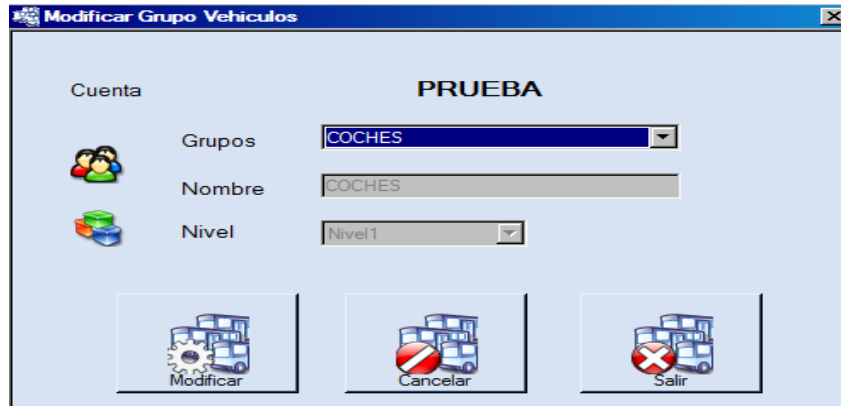 Modificar Grupo Vehiculos
Cuenta PRUEBA
Grupos COCHES
Nombre COCHES
Nivel Nivel1
Modificar Cancelar Salir